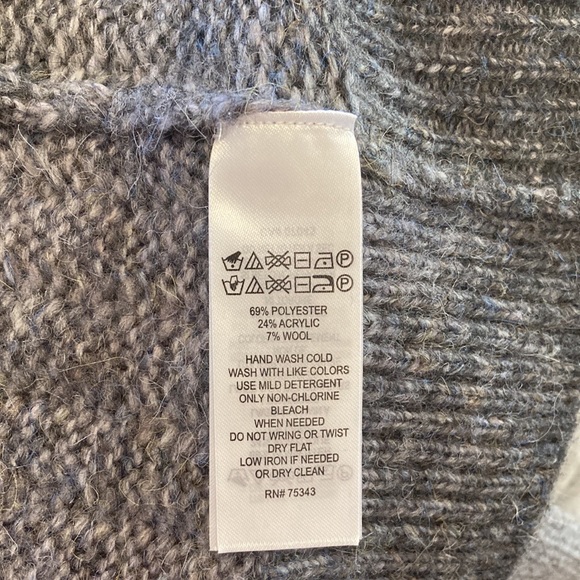 69% POLYESTER
24% ACRYLIC
7% WOOL
HAND WASH COLD
WASH WITH LIKE COLORS
USE MILD DETERGENT
ONLY NON-CHLORINE
BLEACH
WHEN NEEDED
DO NOT WRING OR TWIST
DRY FLAT
LOW IRON IF NEEDED
OR DRY CLEAN
RN# 75343